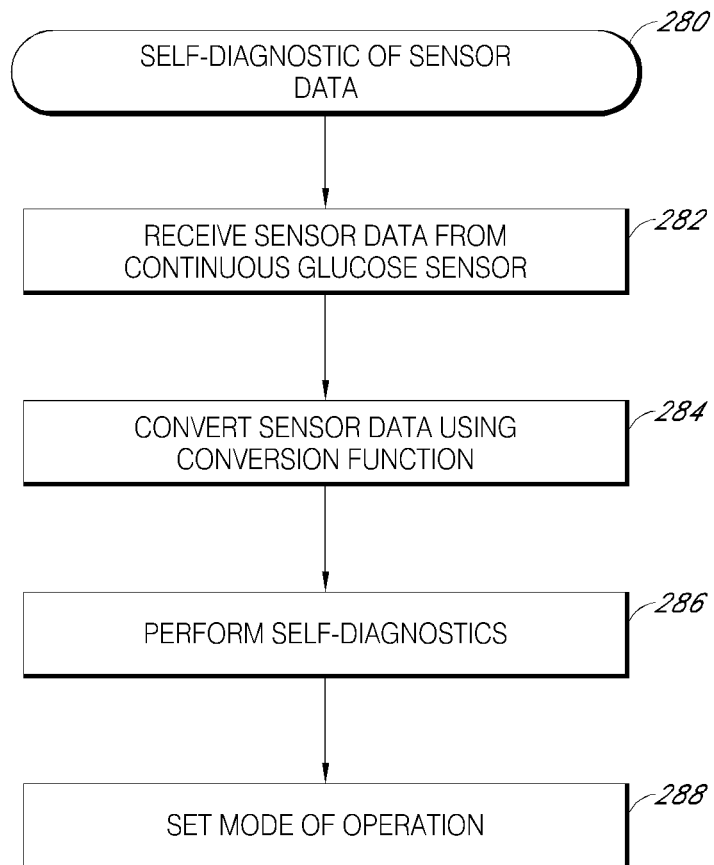 280
SELF-DIAGNOSTIC OF SENSOR
DATA
282
RECEIVE SENSOR DATA FROM
CONTINUOUS GLUCOSE SENSOR
284
CONVERT SENSOR DATA USING
CONVERSION FUNCTION
286
PERFORM SELF-DIAGNOSTICS
288
SET MODE OF OPERATION